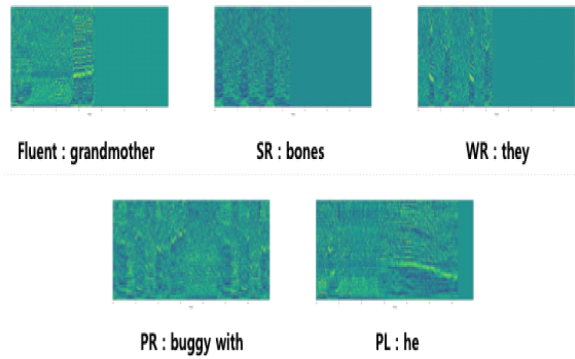 Fluent : grandmother
SR : bones
WR : they
PR : buggy with
PL : he